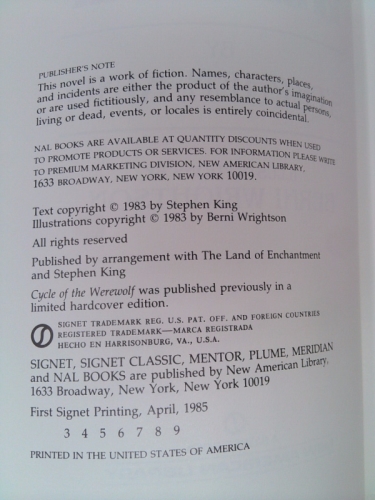 PUBLISHER'S NOTE
This novel is a work of fiction. Names, characters, places,
and incidents are either the product of the author's imagination
or are used fictitiously, and any resemblance to actual persons,
living or dead, events, or locales is entirely coincidental.
NAL BOOKS ARE AVAILABLE AT QUANTITY DISCOUNTS WHEN USED
TO PROMOTE PRODUCTS OR SERVICES. FOR INFORMATION PLEASE WRITE
TO PREMIUM MARKETING DIVISION, NEW AMERICAN LIBRARY,
1633 BROADWAY, NEW YORK, NEW YORK 10019.
Text copyright © 1983 by Stephen King
Illustrations copyright © 1983 by Berni Wrightson
All rights reserved
Published by arrangement with The Land of Enchantment
and Stephen King
Cycle of the Werewolf was published previously in a
limited hardcover edition.
SIGNET TRADEMARK REG. U.S. PAT. OFF. AND FOREIGN COUNTRIES
REGISTERED TRADEMARK—MARCA REGISTRADA
HECHO EN HARRISONBURG, VA., U.S.A.
SIGNET, SIGNET CLASSIC, MENTOR, PLUME, MERIDIAN
and NAL BOOKS are published by New American Library,
1633 Broadway, New York, New York 10019
First Signet Printing, April, 1985
3 4 5 6 7 8 9
PRINTED IN THE UNITED STATES OF AMERICA